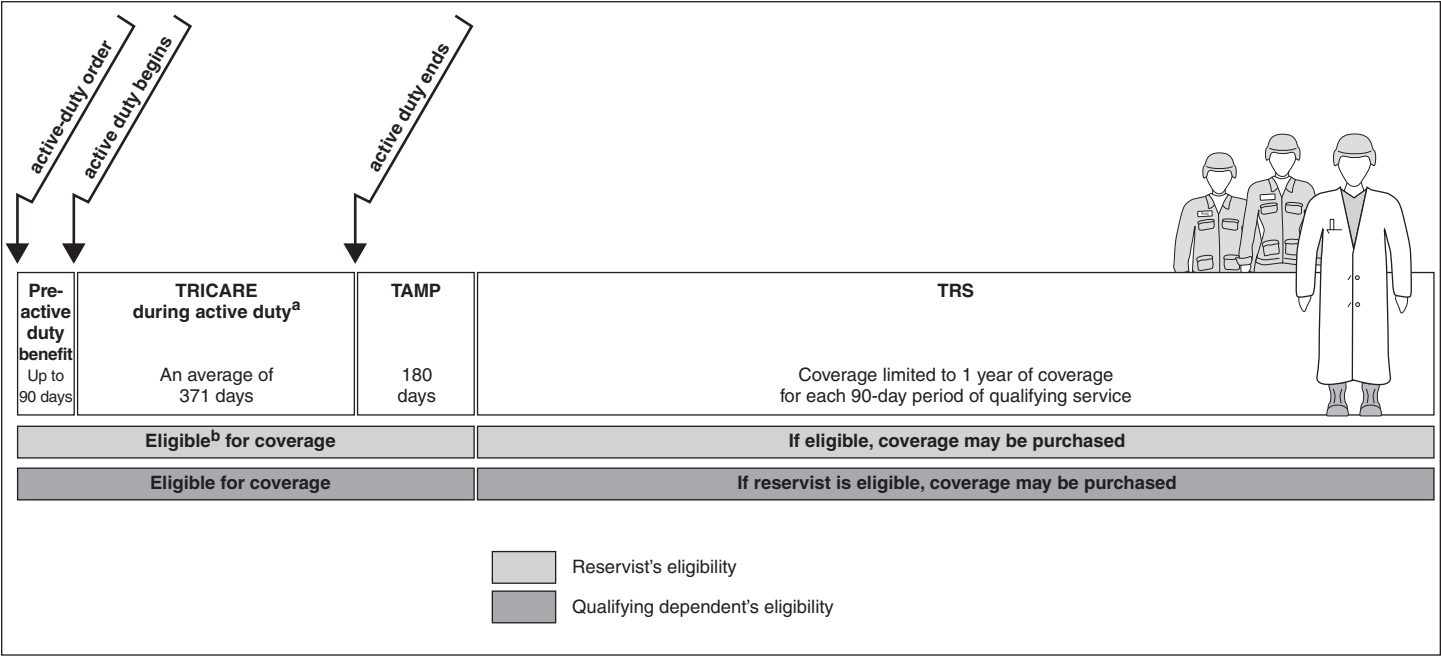 active-duty order
active duty begins
active duty ends
Pre-
active
duty
benefit
Up to
90 days
TRICARE
during active dutyᵃ
An average of
371 days
TAMP
180
days
TRS
Coverage limited to 1 year of coverage
for each 90-day period of qualifying service
Eligibleᵇ for coverage
If eligible, coverage may be purchased
Eligible for coverage
If reservist is eligible, coverage may be purchased
Reservist's eligibility
Qualifying dependent's eligibility